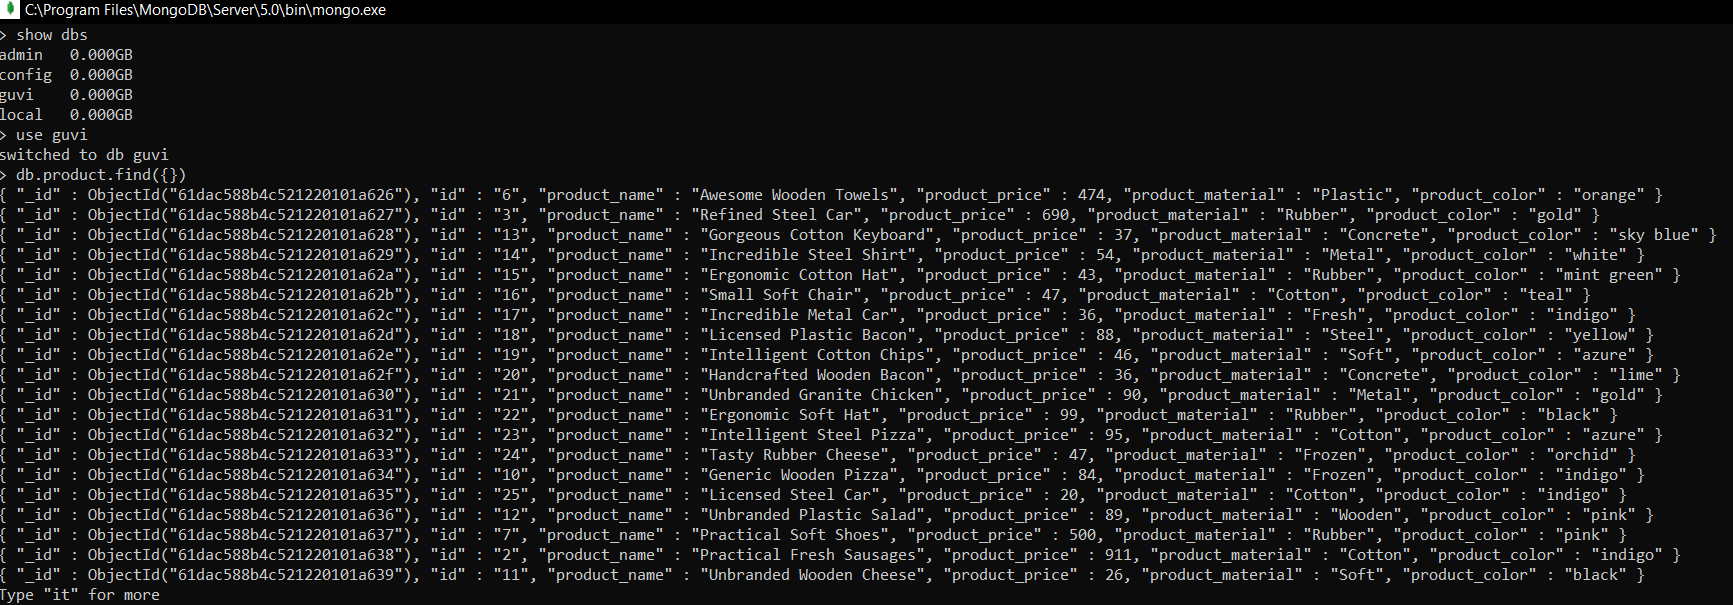 C:\Program Files\MongoDB\Server\5.0\bin\mongo.exe
> show dbs
admin   0.000GB
config  0.000GB
guvi    0.000GB
local   0.000GB
> use guvi
switched to db guvi
> db.product.find({})
{ "_id" : ObjectId("61dac588b4c521220101a626"), "id" : "6", "product_name" : "Awesome Wooden Towels", "product_price" : 474, "product_material" : "Plastic", "product_color" : "orange" }
{ "_id" : ObjectId("61dac588b4c521220101a627"), "id" : "3", "product_name" : "Refined Steel Car", "product_price" : 690, "product_material" : "Rubber", "product_color" : "gold" }
{ "_id" : ObjectId("61dac588b4c521220101a628"), "id" : "13", "product_name" : "Gorgeous Cotton Keyboard", "product_price" : 37, "product_material" : "Concrete", "product_color" : "sky blue" }
{ "_id" : ObjectId("61dac588b4c521220101a629"), "id" : "14", "product_name" : "Incredible Steel Shirt", "product_price" : 54, "product_material" : "Metal", "product_color" : "white" }
{ "_id" : ObjectId("61dac588b4c521220101a62a"), "id" : "15", "product_name" : "Ergonomic Cotton Hat", "product_price" : 43, "product_material" : "Rubber", "product_color" : "mint green" }
{ "_id" : ObjectId("61dac588b4c521220101a62b"), "id" : "16", "product_name" : "Small Soft Chair", "product_price" : 47, "product_material" : "Cotton", "product_color" : "teal" }
{ "_id" : ObjectId("61dac588b4c521220101a62c"), "id" : "17", "product_name" : "Incredible Metal Car", "product_price" : 36, "product_material" : "Fresh", "product_color" : "indigo" }
{ "_id" : ObjectId("61dac588b4c521220101a62d"), "id" : "18", "product_name" : "Licensed Plastic Bacon", "product_price" : 88, "product_material" : "Steel", "product_color" : "yellow" }
{ "_id" : ObjectId("61dac588b4c521220101a62e"), "id" : "19", "product_name" : "Intelligent Cotton Chips", "product_price" : 46, "product_material" : "Soft", "product_color" : "azure" }
{ "_id" : ObjectId("61dac588b4c521220101a62f"), "id" : "20", "product_name" : "Handcrafted Wooden Bacon", "product_price" : 36, "product_material" : "Concrete", "product_color" : "lime" }
{ "_id" : ObjectId("61dac588b4c521220101a630"), "id" : "21", "product_name" : "Unbranded Granite Chicken", "product_price" : 90, "product_material" : "Metal", "product_color" : "gold" }
{ "_id" : ObjectId("61dac588b4c521220101a631"), "id" : "22", "product_name" : "Ergonomic Soft Hat", "product_price" : 99, "product_material" : "Rubber", "product_color" : "black" }
{ "_id" : ObjectId("61dac588b4c521220101a632"), "id" : "23", "product_name" : "Intelligent Steel Pizza", "product_price" : 95, "product_material" : "Cotton", "product_color" : "azure" }
{ "_id" : ObjectId("61dac588b4c521220101a633"), "id" : "24", "product_name" : "Tasty Rubber Cheese", "product_price" : 47, "product_material" : "Frozen", "product_color" : "orchid" }
{ "_id" : ObjectId("61dac588b4c521220101a634"), "id" : "10", "product_name" : "Generic Wooden Pizza", "product_price" : 84, "product_material" : "Frozen", "product_color" : "indigo" }
{ "_id" : ObjectId("61dac588b4c521220101a635"), "id" : "25", "product_name" : "Licensed Steel Car", "product_price" : 20, "product_material" : "Cotton", "product_color" : "indigo" }
{ "_id" : ObjectId("61dac588b4c521220101a636"), "id" : "12", "product_name" : "Unbranded Plastic Salad", "product_price" : 89, "product_material" : "Wooden", "product_color" : "pink" }
{ "_id" : ObjectId("61dac588b4c521220101a637"), "id" : "7", "product_name" : "Practical Soft Shoes", "product_price" : 500, "product_material" : "Rubber", "product_color" : "pink" }
{ "_id" : ObjectId("61dac588b4c521220101a638"), "id" : "2", "product_name" : "Practical Fresh Sausages", "product_price" : 911, "product_material" : "Cotton", "product_color" : "indigo" }
{ "_id" : ObjectId("61dac588b4c521220101a639"), "id" : "11", "product_name" : "Unbranded Wooden Cheese", "product_price" : 26, "product_material" : "Soft", "product_color" : "black" }
Type "it" for more